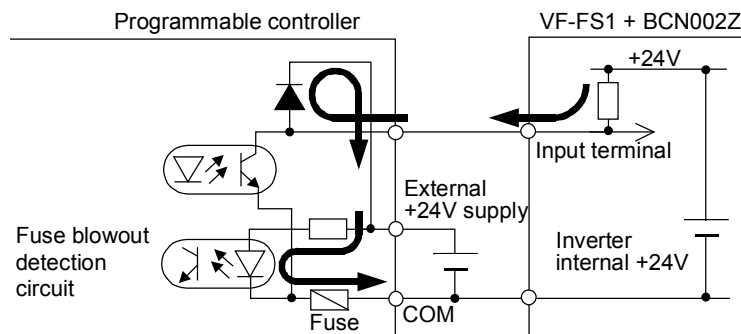 Programmable controller
VF-FS1 + BCN002Z
+24V
Input terminal
External
+24V supply
Fuse blowout
detection
circuit
Inverter
internal +24V
COM
Fuse